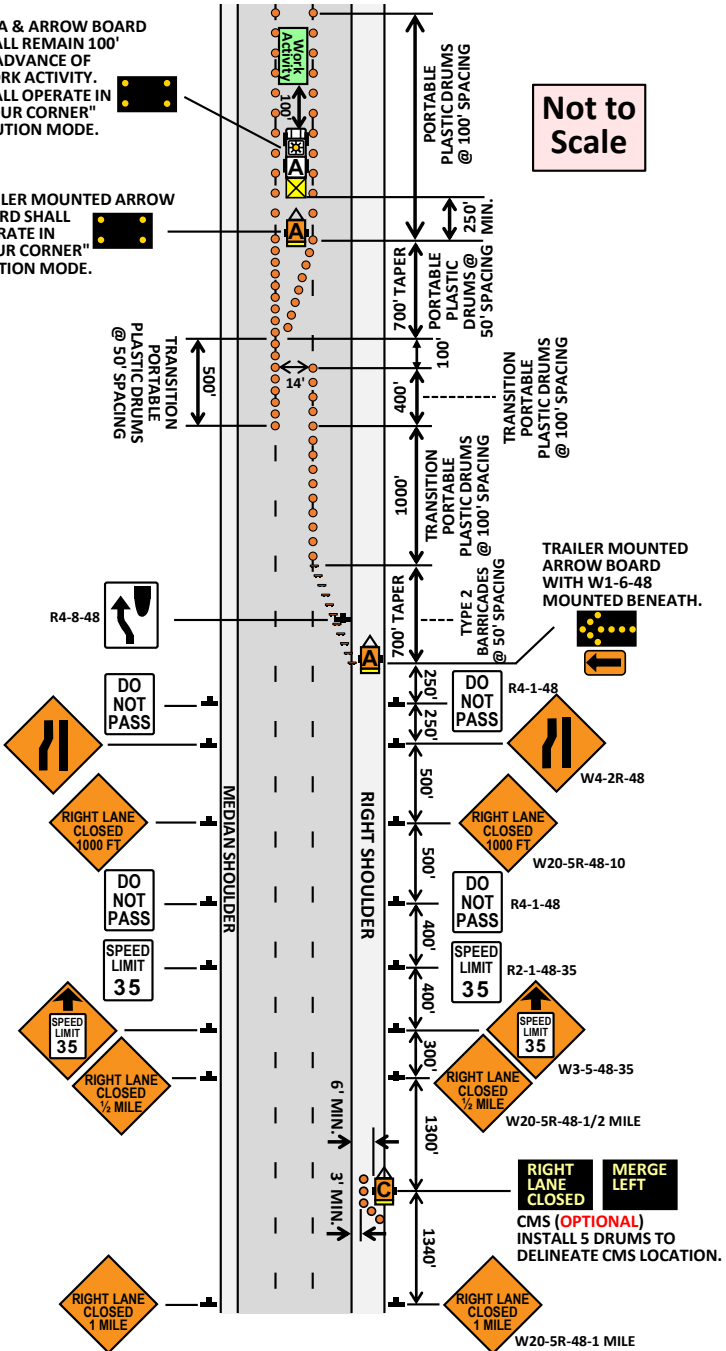 A & ARROW BOARD
ALL REMAIN 100'
ADVANCE OF
RK ACTIVITY.
ALL OPERATE IN
UR CORNER"
UTION MODE.
Work
Activity
100'
A
PORTABLE
PLASTIC DRUMS
@ 100' SPACING
Not to
Scale
LER MOUNTED ARROW
RD SHALL
RATE IN
UR CORNER"
TION MODE.
A
250'
MIN.
700' TAPER
PORTABLE
PLASTIC
DRUMS @
50' SPACING
TRANSITION
PORTABLE
PLASTIC DRUMS
@ 50' SPACING
500'
14'
100'
400'
TRANSITION
PORTABLE
PLASTIC DRUMS
@ 100' SPACING
1000'
TRANSITION
PORTABLE
PLASTIC DRUMS
@ 100' SPACING
TRAILER MOUNTED
ARROW BOARD
WITH W1-6-48
MOUNTED BENEATH.
700' TAPER
TYPE 2
BARRICADES
@ 50' SPACING
R4-8-48
A
DO
NOT
PASS
250'
DO
NOT
PASS
R4-1-48
250'
W4-2R-48
500'
RIGHT LANE
CLOSED
1000 FT
MEDIAN SHOULDER
RIGHT SHOULDER
RIGHT LANE
CLOSED
1000 FT
W20-5R-48-10
500'
DO
NOT
PASS
DO
NOT
PASS
R4-1-48
400'
SPEED
LIMIT
35
SPEED
LIMIT
35
R2-1-48-35
400'
SPEED
LIMIT
35
SPEED
LIMIT
35
W3-5-48-35
300'
RIGHT LANE
CLOSED
½ MILE
RIGHT LANE
CLOSED
½ MILE
W20-5R-48-1/2 MILE
6' MIN.
1300'
3' MIN.
C
RIGHT
LANE
CLOSED
MERGE
LEFT
CMS (OPTIONAL)
INSTALL 5 DRUMS TO
DELINEATE CMS LOCATION.
1340'
RIGHT LANE
CLOSED
1 MILE
RIGHT LANE
CLOSED
1 MILE
W20-5R-48-1 MILE